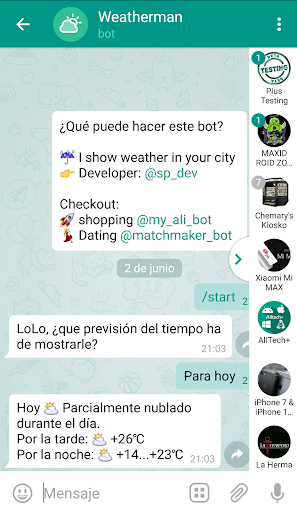 Weatherman
bot
¿Qué puede hacer este bot?
☔ I show weather in your city
👉 Developer: @sp_dev
Checkout:
🚀 shopping @my_ali_bot
💃 Dating @matchmaker_bot
2 de junio
/start 21:03
LoLo, ¿que previsión del tiempo ha
de mostrarle? 21:03
Para hoy
Hoy ⛅ Parcialmente nublado
durante el día.
Por la tarde: ⛅ +26℃
Por la noche: ⛅ +14...+23℃ 21:03
Mensaje
1
TESTING
Plus
Testing
1
MAXID
ROID ZO...
7
Chemary's
Kiosko
Xiaomi Mi
MAX
Alltech+
AllTech+
iPhone 7 &
iPhone 1...
La Herma